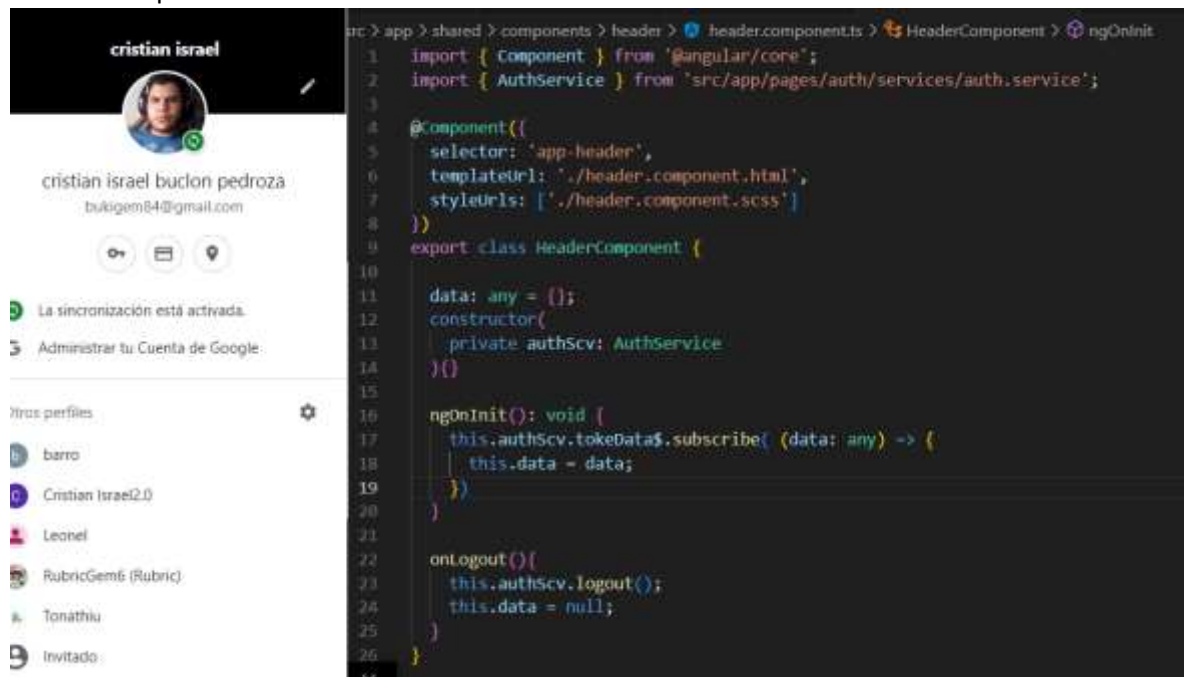 cristian israel
cristian israel buclon pedroza
bukigem84@gmail.com
La sincronización está activada.
Administrar tu Cuenta de Google
Otros perfiles
barro
Cristian Israel2.0
Leonel
RubricGem6 (Rubric)
Tonathiu
Invitado
src > app > shared > components > header > header.component.ts > HeaderComponent > ngOnInit
1 import { Component } from '@angular/core';
2 import { AuthService } from 'src/app/pages/auth/services/auth.service';
3
4 @Component({
5 selector: 'app-header',
6 templateUrl: './header.component.html',
7 styleUrls: ['./header.component.scss']
8 })
9 export class HeaderComponent {
10
11 data: any = {};
12 constructor(
13 private authScv: AuthService
14 ){}
15
16 ngOnInit(): void {
17 this.authScv.tokeData$.subscribe( (data: any) => {
18 this.data = data;
19 })
20 }
21
22 onLogout(){
23 this.authScv.logout();
24 this.data = null;
25 }
26 }